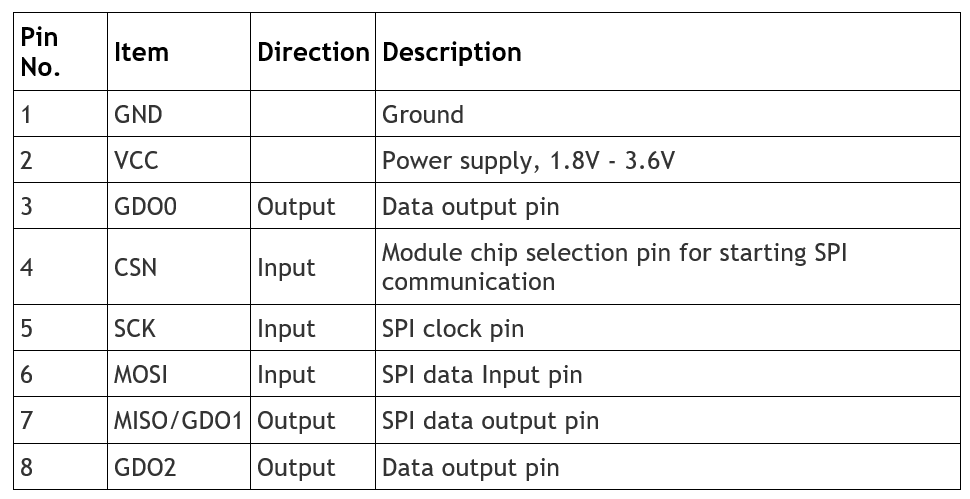 Pin No. Item Direction Description
1 GND Ground
2 VCC Power supply, 1.8V - 3.6V
3 GDO0 Output Data output pin
4 CSN Input Module chip selection pin for starting SPI communication
5 SCK Input SPI clock pin
6 MOSI Input SPI data Input pin
7 MISO/GDO1 Output SPI data output pin
8 GDO2 Output Data output pin